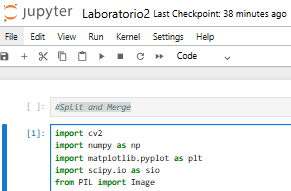 jupyter Laboratorio2 Last Checkpoint: 38 minutes ago
File Edit View Run Kernel Settings Help
Code
[ ]: #Split and Merge
[1]: import cv2
import numpy as np
import matplotlib.pyplot as plt
import scipy.io as sio
from PIL import Image